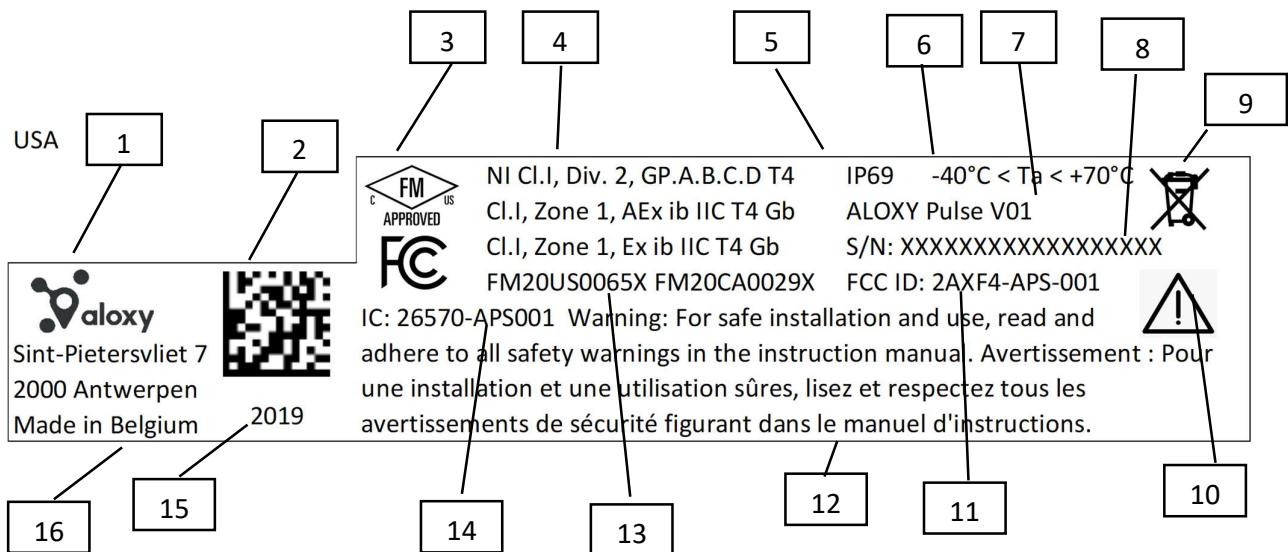 3
4
5
6
7
8
9
USA
1
2
FM
C US
APPROVED
FC
NI Cl.I, Div. 2, GP.A.B.C.D T4
Cl.I, Zone 1, AEx ib IIC T4 Gb
Cl.I, Zone 1, Ex ib IIC T4 Gb
FM20US0065X FM20CA0029X
IP69 -40°C < Ta < +70°C
ALOXY Pulse V01
S/N: XXXXXXXXXXXXXXXXXX
FCC ID: 2AXF4-APS-001
IC: 26570-APS001 Warning: For safe installation and use, read and
adhere to all safety warnings in the instruction manual. Avertissement : Pour
une installation et une utilisation sûres, lisez et respectez tous les
avertissements de sécurité figurant dans le manuel d'instructions.
aloxy
Sint-Pietersvliet 7
2000 Antwerpen
Made in Belgium
2019
16
15
14
13
12
11
10